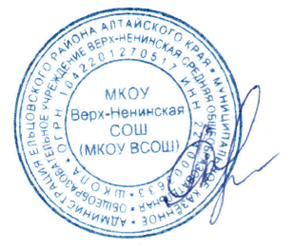 АДМИНИСТРАЦИЯ ЕЛЬЦОВСКОГО РАЙОНА АЛТАЙСКОГО КРАЯ • МУНИЦИПАЛЬНОЕ КАЗЕННОЕ
ОБЩЕОБРАЗОВАТЕЛЬНОЕ УЧРЕЖДЕНИЕ ВЕРХ-НЕНИНСКАЯ СРЕДНЯЯ ОБЩЕОБРАЗОВАТЕЛЬНАЯ ШКОЛА
ОГРН 1042201270517 ИНН
МКОУ
Верх-Ненинская
СОШ
(МКОУ ВСОШ)